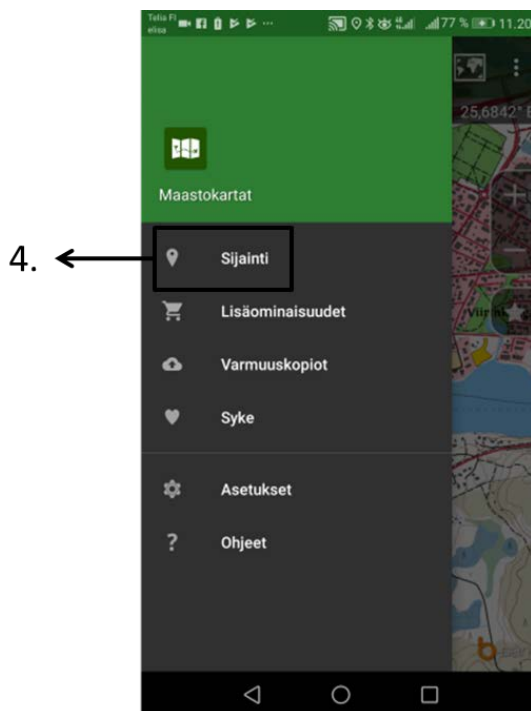 Telia FI
elisa
77 % 11.20
25,6842° E
Maastokartat
4.
Sijainti
Lisäominaisuudet
Varmuuskopiot
Syke
Asetukset
? Ohjeet